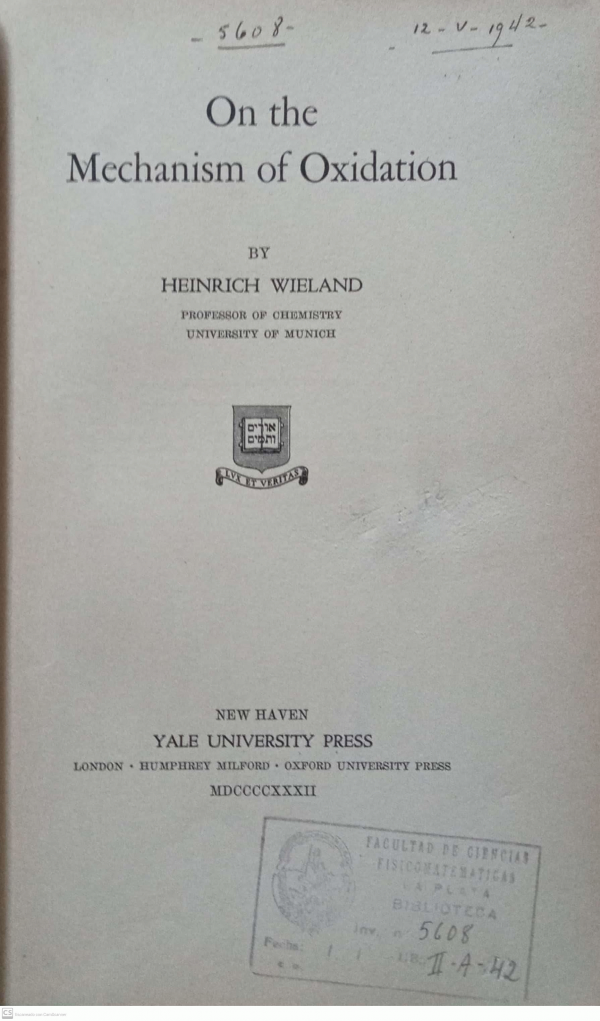 - 5608 -
12 - V - 1942 -
On the
Mechanism of Oxidation
BY
HEINRICH WIELAND
PROFESSOR OF CHEMISTRY
UNIVERSITY OF MUNICH
אורים
ותמים
LVX ET VERITAS
NEW HAVEN
YALE UNIVERSITY PRESS
LONDON · HUMPHREY MILFORD · OXFORD UNIVERSITY PRESS
MDCCCCXXXII
FACULTAD DE CIENCIAS
FISICOMATEMATICAS
LA PLATA
BIBLIOTECA
Inv. n 5608
Fecha: / / II-A-42
CS